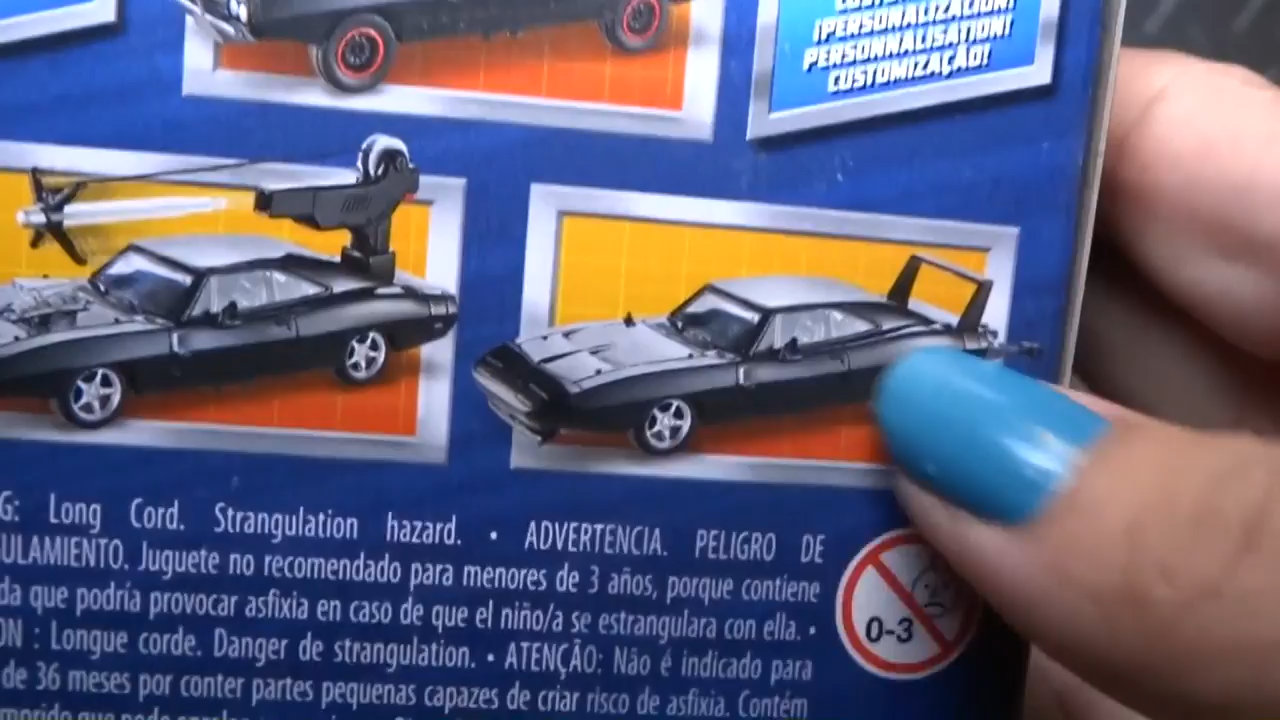 ¡PERSONALIZACIÓN!
PERSONNALISATION!
CUSTOMIZAÇÃO!
G: Long Cord. Strangulation hazard. • ADVERTENCIA. PELIGRO DE
ULAMIENTO. Juguete no recomendado para menores de 3 años, porque contiene
da que podría provocar asfixia en caso de que el niño/a se estrangulara con ella. •
ON : Longue corde. Danger de strangulation. • ATENÇÃO: Não é indicado para
de 36 meses por conter partes pequenas capazes de criar risco de asfixia. Contém
0-3